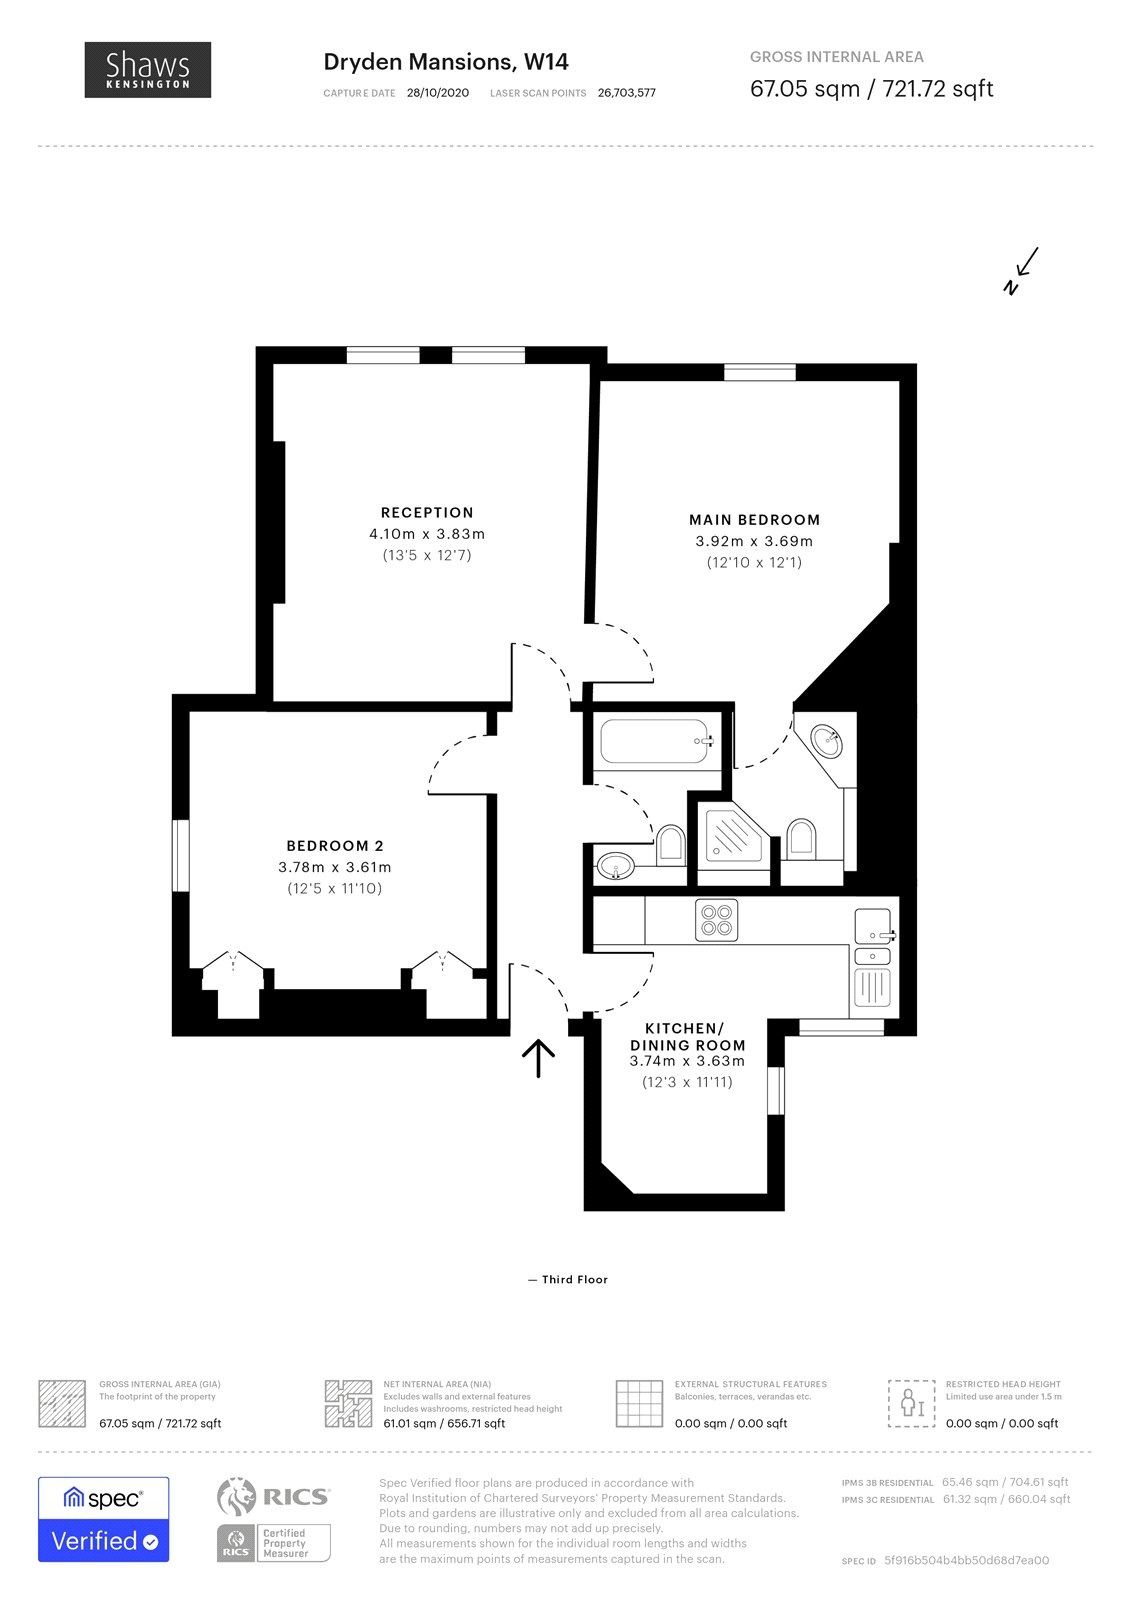 Shaws
KENSINGTON
Dryden Mansions, W14
CAPTURE DATE 28/10/2020 LASER SCAN POINTS 26,703,577
GROSS INTERNAL AREA
67.05 sqm / 721.72 sqft
N
RECEPTION
4.10m x 3.83m
(13'5 x 12'7)
MAIN BEDROOM
3.92m x 3.69m
(12'10 x 12'1)
BEDROOM 2
3.78m x 3.61m
(12'5 x 11'10)
KITCHEN/
DINING ROOM
3.74m x 3.63m
(12'3 x 11'11)
— Third Floor
GROSS INTERNAL AREA (GIA)
The footprint of the property
67.05 sqm / 721.72 sqft
NET INTERNAL AREA (NIA)
Excludes walls and external features
Includes washrooms, restricted head height
61.01 sqm / 656.71 sqft
EXTERNAL STRUCTURAL FEATURES
Balconies, terraces, verandas etc.
0.00 sqm / 0.00 sqft
RESTRICTED HEAD HEIGHT
Limited use area under 1.5 m
0.00 sqm / 0.00 sqft
spec®
Verified
RICS®
RICS
Certified
Property
Measurer
Spec Verified floor plans are produced in accordance with
Royal Institution of Chartered Surveyors' Property Measurement Standards.
Plots and gardens are illustrative only and excluded from all area calculations.
Due to rounding, numbers may not add up precisely.
All measurements shown for the individual room lengths and widths
are the maximum points of measurements captured in the scan.
IPMS 3B RESIDENTIAL 65.46 sqm / 704.61 sqft
IPMS 3C RESIDENTIAL 61.32 sqm / 660.04 sqft
SPEC ID 5f916b504b4bb50d68d7ea00